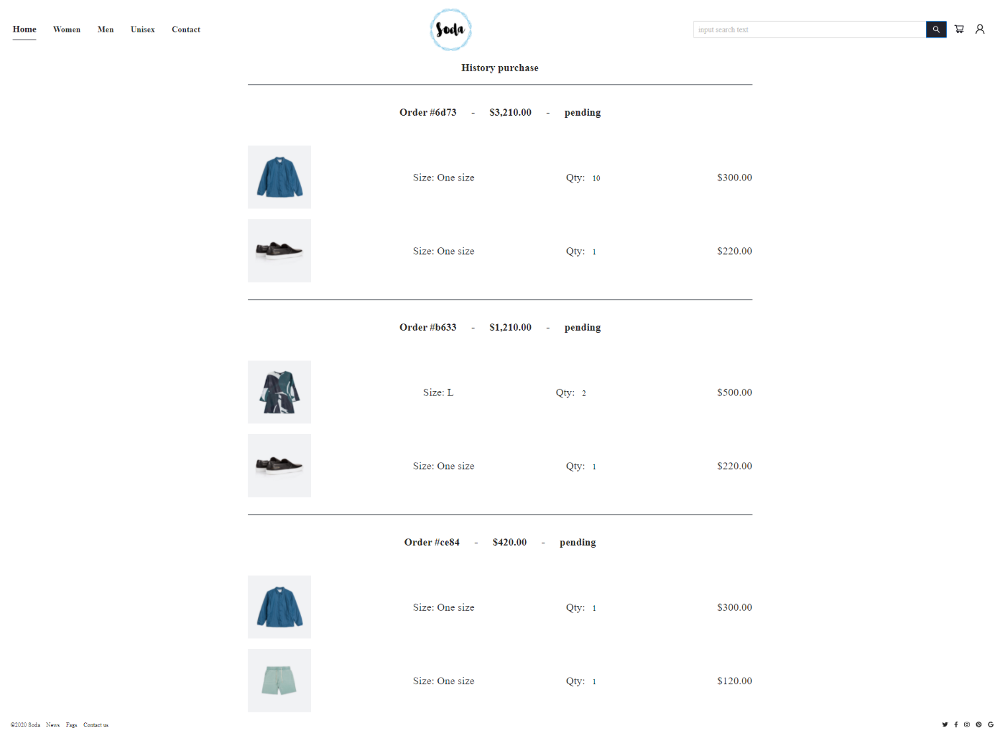 Home Women Men Unisex Contact
Soda
input search text
History purchase
Order #6d73 - $3,210.00 - pending
Size: One size Qty: 10 $300.00
Size: One size Qty: 1 $220.00
Order #b633 - $1,210.00 - pending
Size: L Qty: 2 $500.00
Size: One size Qty: 1 $220.00
Order #ce84 - $420.00 - pending
Size: One size Qty: 1 $300.00
Size: One size Qty: 1 $120.00
©2020 Soda News Fags Contact us